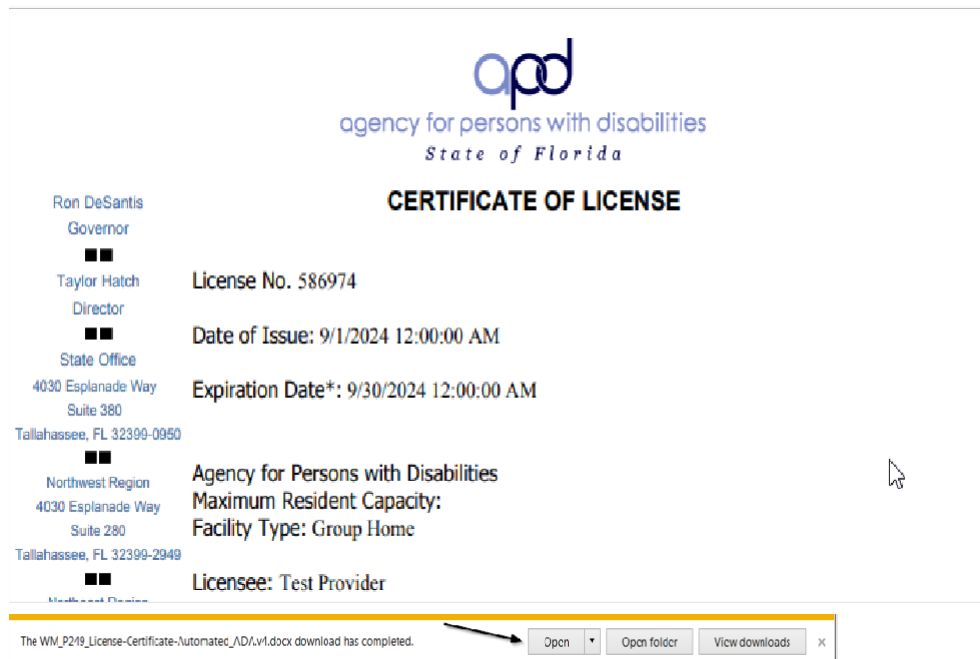 apd
agency for persons with disabilities
State of Florida
CERTIFICATE OF LICENSE
Ron DeSantis
Governor
Taylor Hatch
Director
State Office
4030 Esplanade Way
Suite 380
Tallahassee, FL 32399-0950
Northwest Region
4030 Esplanade Way
Suite 280
Tallahassee, FL 32399-2949
Northeast Region
License No. 586974
Date of Issue: 9/1/2024 12:00:00 AM
Expiration Date*: 9/30/2024 12:00:00 AM
Agency for Persons with Disabilities
Maximum Resident Capacity:
Facility Type: Group Home
Licensee: Test Provider
The WM_P249_License-Certificate-Automated_ADA.v4.docx download has completed.
Open
Open folder
View downloads
x